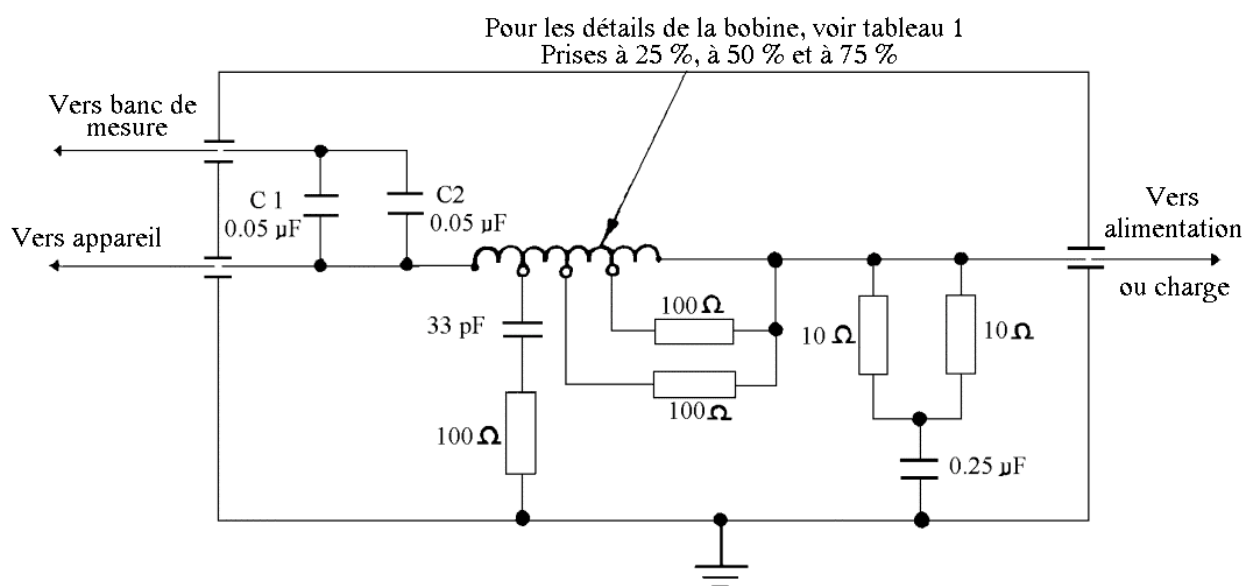 Pour les détails de la bobine, voir tableau 1
Prises à 25 %, à 50 % et à 75 %
Vers banc de
mesure
C 1
0.05 µF
C2
0.05 µF
Vers appareil
Vers
alimentation
ou charge
33 pF
100 Ω
100 Ω
100 Ω
10 Ω
10 Ω
0.25 µF